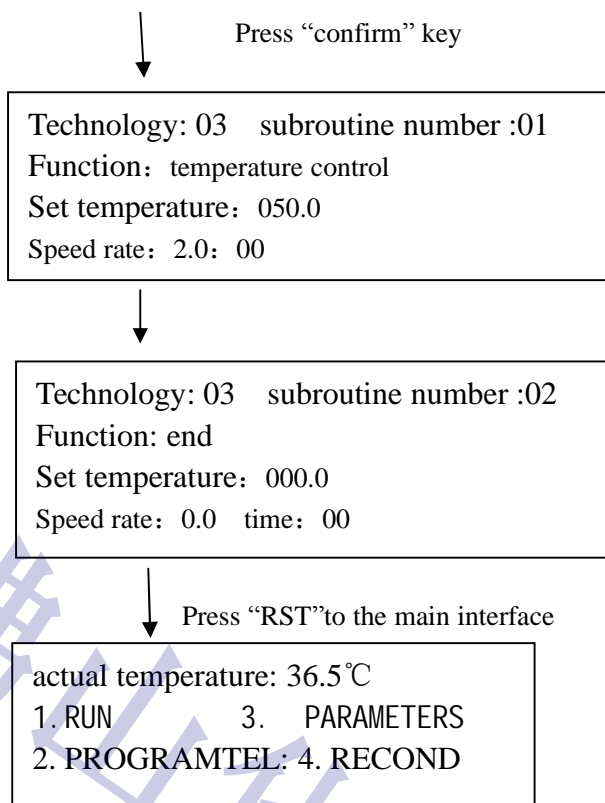 Press “confirm” key
Technology: 03 subroutine number :01
Function：temperature control
Set temperature：050.0
Speed rate：2.0：00
Technology: 03 subroutine number :02
Function: end
Set temperature：000.0
Speed rate：0.0 time：00
Press “RST”to the main interface
actual temperature: 36.5℃
1. RUN 3. PARAMETERS
2. PROGRAMTEL: 4. RECOND